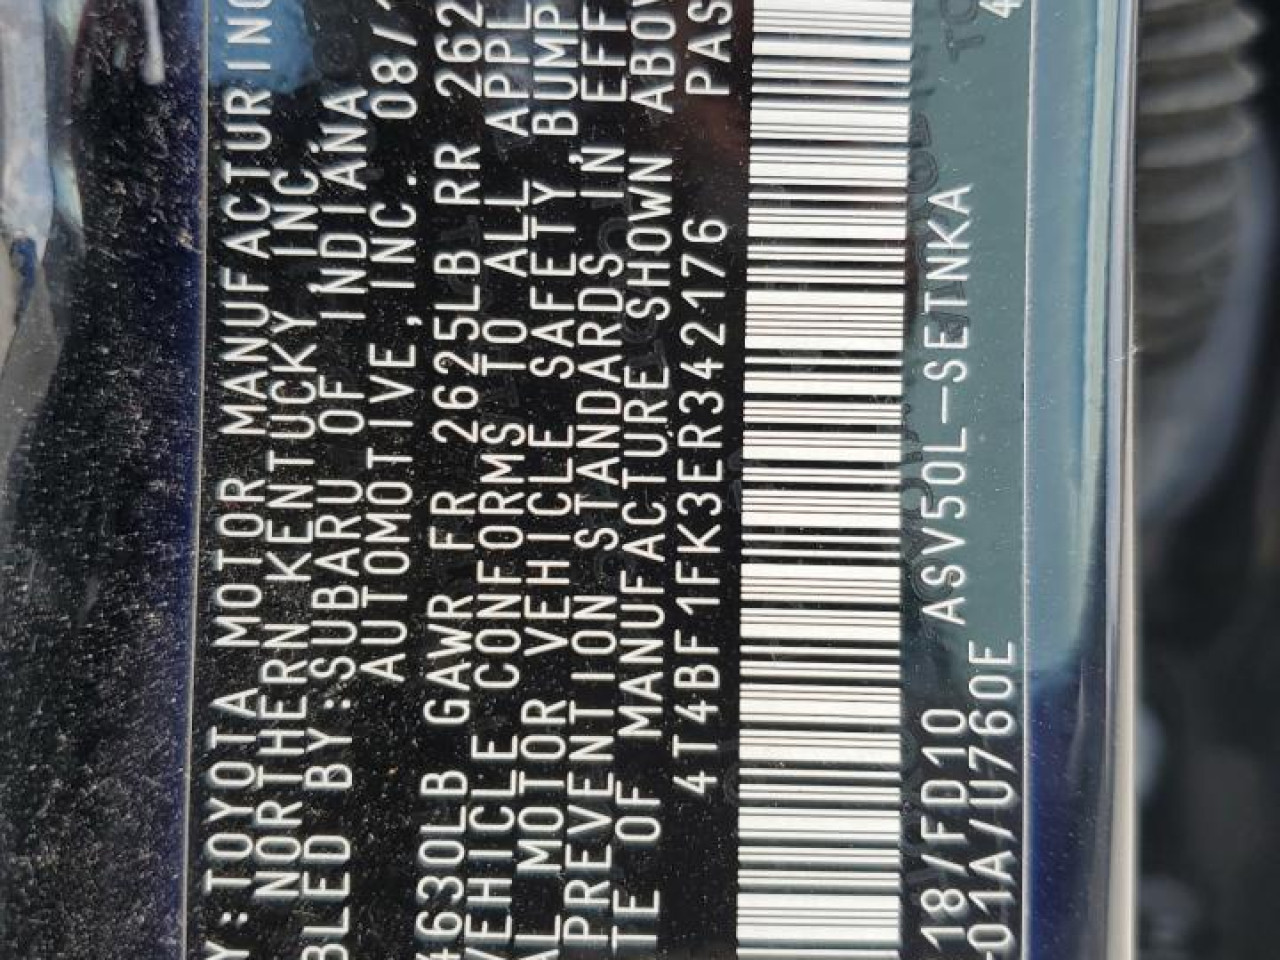 Y:TOYOTA MOTOR MANUFACTURING
NORTHERN KENTUCKY INC
BLED BY:SUBARU OF INDIANA
AUTOMOTIVE, INC. 08/
4630LB GAWR FR 2625LB RR 262
VEHICLE CONFORMS TO ALL APPL
AL MOTOR VEHICLE SAFETY, BUMP
PREVENTION STANDARDS IN EFF
TE OF MANUFACTURE SHOWN ABOV
4T4BF1FK3ER342176 PAS
18/FD10 ASV50L-SETNKA
-01A/U760E